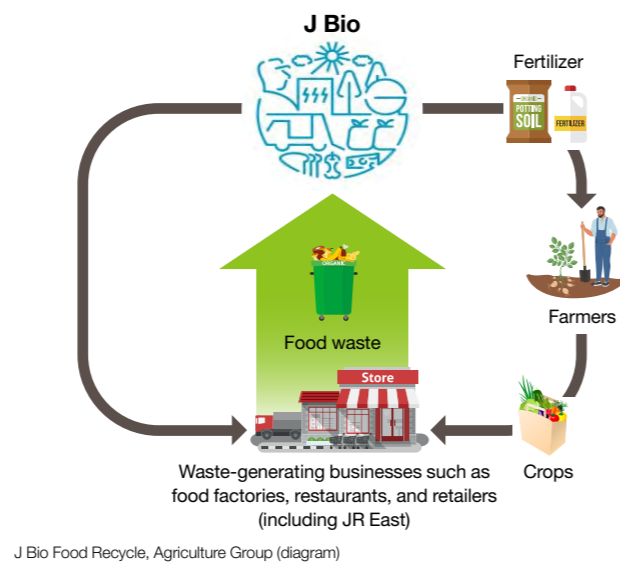 J Bio
Fertilizer
POTTING
SOIL
FERTILIZER
Farmers
ORGANIC
Food waste
Store
Waste-generating businesses such as
food factories, restaurants, and retailers
(including JR East)
Crops
J Bio Food Recycle, Agriculture Group (diagram)